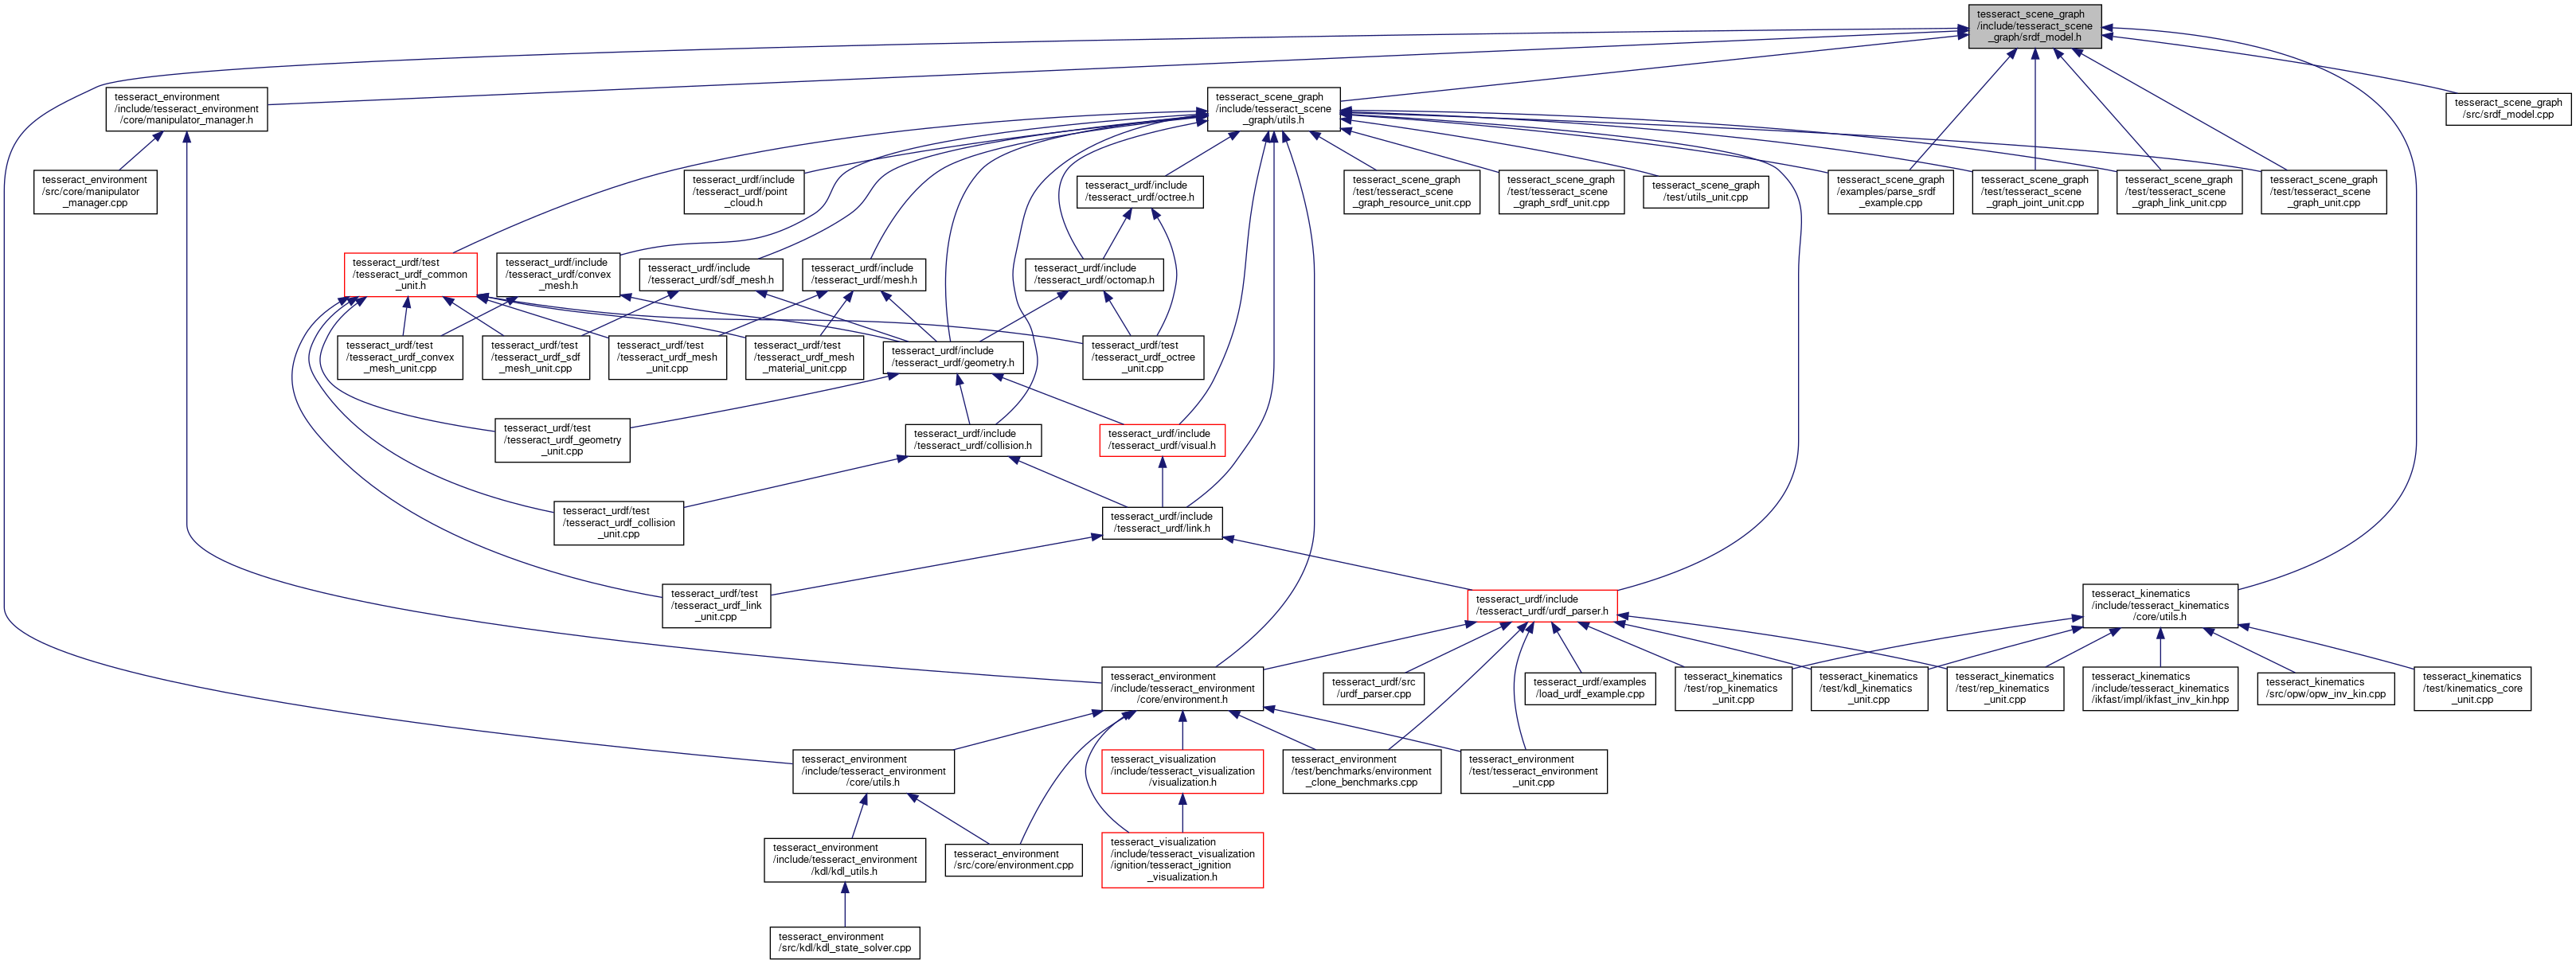 tesseract_scene_graph
/include/tesseract_scene
_graph/srdf_model.h
tesseract_environment
/include/tesseract_environment
/core/manipulator_manager.h
tesseract_scene_graph
/include/tesseract_scene
_graph/utils.h
tesseract_scene_graph
/src/srdf_model.cpp
tesseract_environment
/src/core/manipulator
_manager.cpp
tesseract_urdf/include
/tesseract_urdf/point
_cloud.h
tesseract_urdf/include
/tesseract_urdf/octree.h
tesseract_scene_graph
/test/tesseract_scene
_graph_resource_unit.cpp
tesseract_scene_graph
/test/tesseract_scene
_graph_srdf_unit.cpp
tesseract_scene_graph
/test/utils_unit.cpp
tesseract_scene_graph
/examples/parse_srdf
_example.cpp
tesseract_scene_graph
/test/tesseract_scene
_graph_joint_unit.cpp
tesseract_scene_graph
/test/tesseract_scene
_graph_link_unit.cpp
tesseract_scene_graph
/test/tesseract_scene
_graph_unit.cpp
tesseract_urdf/test
/tesseract_urdf_common
_unit.h
tesseract_urdf/include
/tesseract_urdf/convex
_mesh.h
tesseract_urdf/include
/tesseract_urdf/sdf_mesh.h
tesseract_urdf/include
/tesseract_urdf/mesh.h
tesseract_urdf/include
/tesseract_urdf/octomap.h
tesseract_urdf/test
/tesseract_urdf_convex
_mesh_unit.cpp
tesseract_urdf/test
/tesseract_urdf_sdf
_mesh_unit.cpp
tesseract_urdf/test
/tesseract_urdf_mesh
_unit.cpp
tesseract_urdf/test
/tesseract_urdf_mesh
_material_unit.cpp
tesseract_urdf/include
/tesseract_urdf/geometry.h
tesseract_urdf/test
/tesseract_urdf_octree
_unit.cpp
tesseract_urdf/test
/tesseract_urdf_geometry
_unit.cpp
tesseract_urdf/include
/tesseract_urdf/collision.h
tesseract_urdf/include
/tesseract_urdf/visual.h
tesseract_urdf/test
/tesseract_urdf_collision
_unit.cpp
tesseract_urdf/include
/tesseract_urdf/link.h
tesseract_urdf/test
/tesseract_urdf_link
_unit.cpp
tesseract_urdf/include
/tesseract_urdf/urdf_parser.h
tesseract_kinematics
/include/tesseract_kinematics
/core/utils.h
tesseract_environment
/include/tesseract_environment
/core/environment.h
tesseract_urdf/src
/urdf_parser.cpp
tesseract_urdf/examples
/load_urdf_example.cpp
tesseract_kinematics
/test/rop_kinematics
_unit.cpp
tesseract_kinematics
/test/kdl_kinematics
_unit.cpp
tesseract_kinematics
/test/rep_kinematics
_unit.cpp
tesseract_kinematics
/include/tesseract_kinematics
/ikfast/impl/ikfast_inv_kin.hpp
tesseract_kinematics
/src/opw/opw_inv_kin.cpp
tesseract_kinematics
/test/kinematics_core
_unit.cpp
tesseract_environment
/include/tesseract_environment
/core/utils.h
tesseract_visualization
/include/tesseract_visualization
/visualization.h
tesseract_environment
/test/benchmarks/environment
_clone_benchmarks.cpp
tesseract_environment
/test/tesseract_environment
_unit.cpp
tesseract_environment
/include/tesseract_environment
/kdl/kdl_utils.h
tesseract_environment
/src/core/environment.cpp
tesseract_visualization
/include/tesseract_visualization
/ignition/tesseract_ignition
_visualization.h
tesseract_environment
/src/kdl/kdl_state_solver.cpp